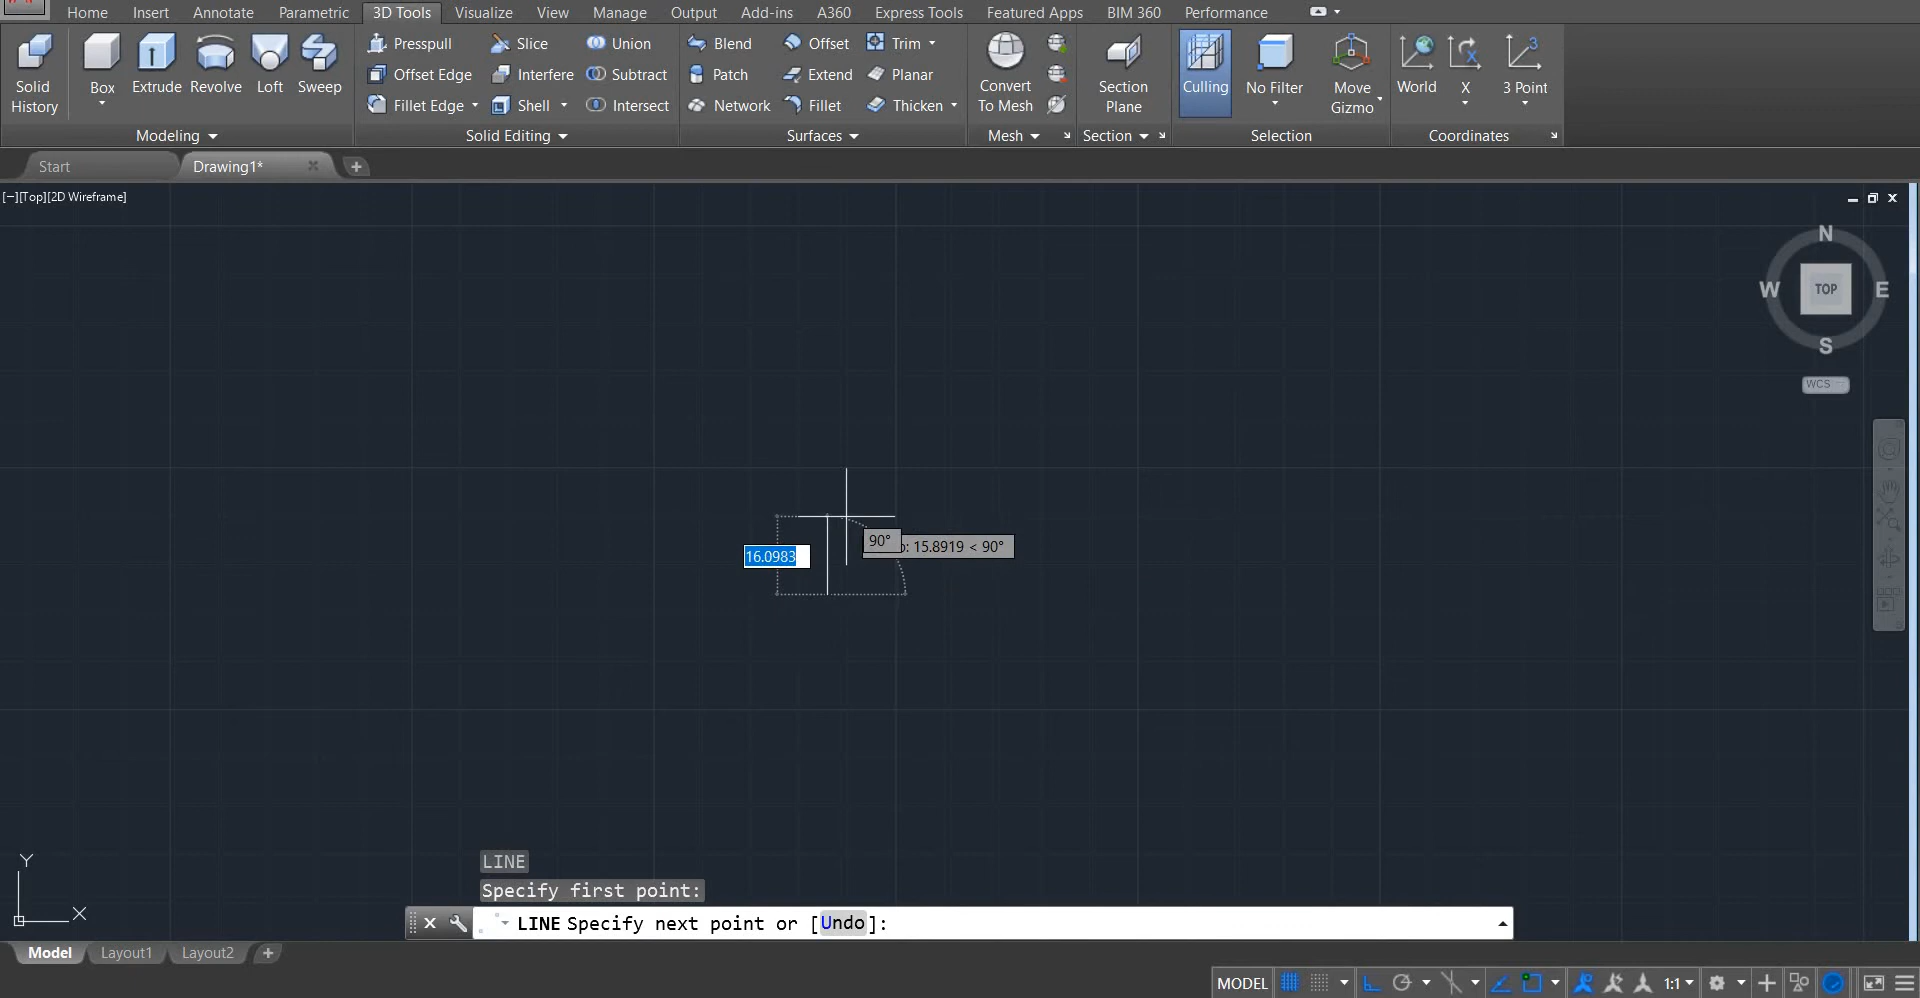 Home Insert Annotate Parametric 3D Tools Visualize View Manage Output Add-ins A360 Express Tools Featured Apps BIM 360 Performance
Solid History
Box
Extrude
Revolve
Loft
Sweep
Presspull
Slice
Union
Offset Edge
Interfere
Subtract
Fillet Edge
Shell
Intersect
Blend
Offset
Trim
Patch
Extend
Planar
Network
Fillet
Thicken
Convert To Mesh
Section Plane
Culling
No Filter
Move Gizmo
World
X
3 Point
Modeling
Solid Editing
Surfaces
Mesh
Section
Selection
Coordinates
Start
Drawing1*
[−][Top][2D Wireframe]
N
W TOP E
S
WCS
90°
: 15.8919 < 90°
16.0983
Y
X
LINE
Specify first point:
LINE Specify next point or [Undo]:
Model Layout1 Layout2
MODEL 1:1